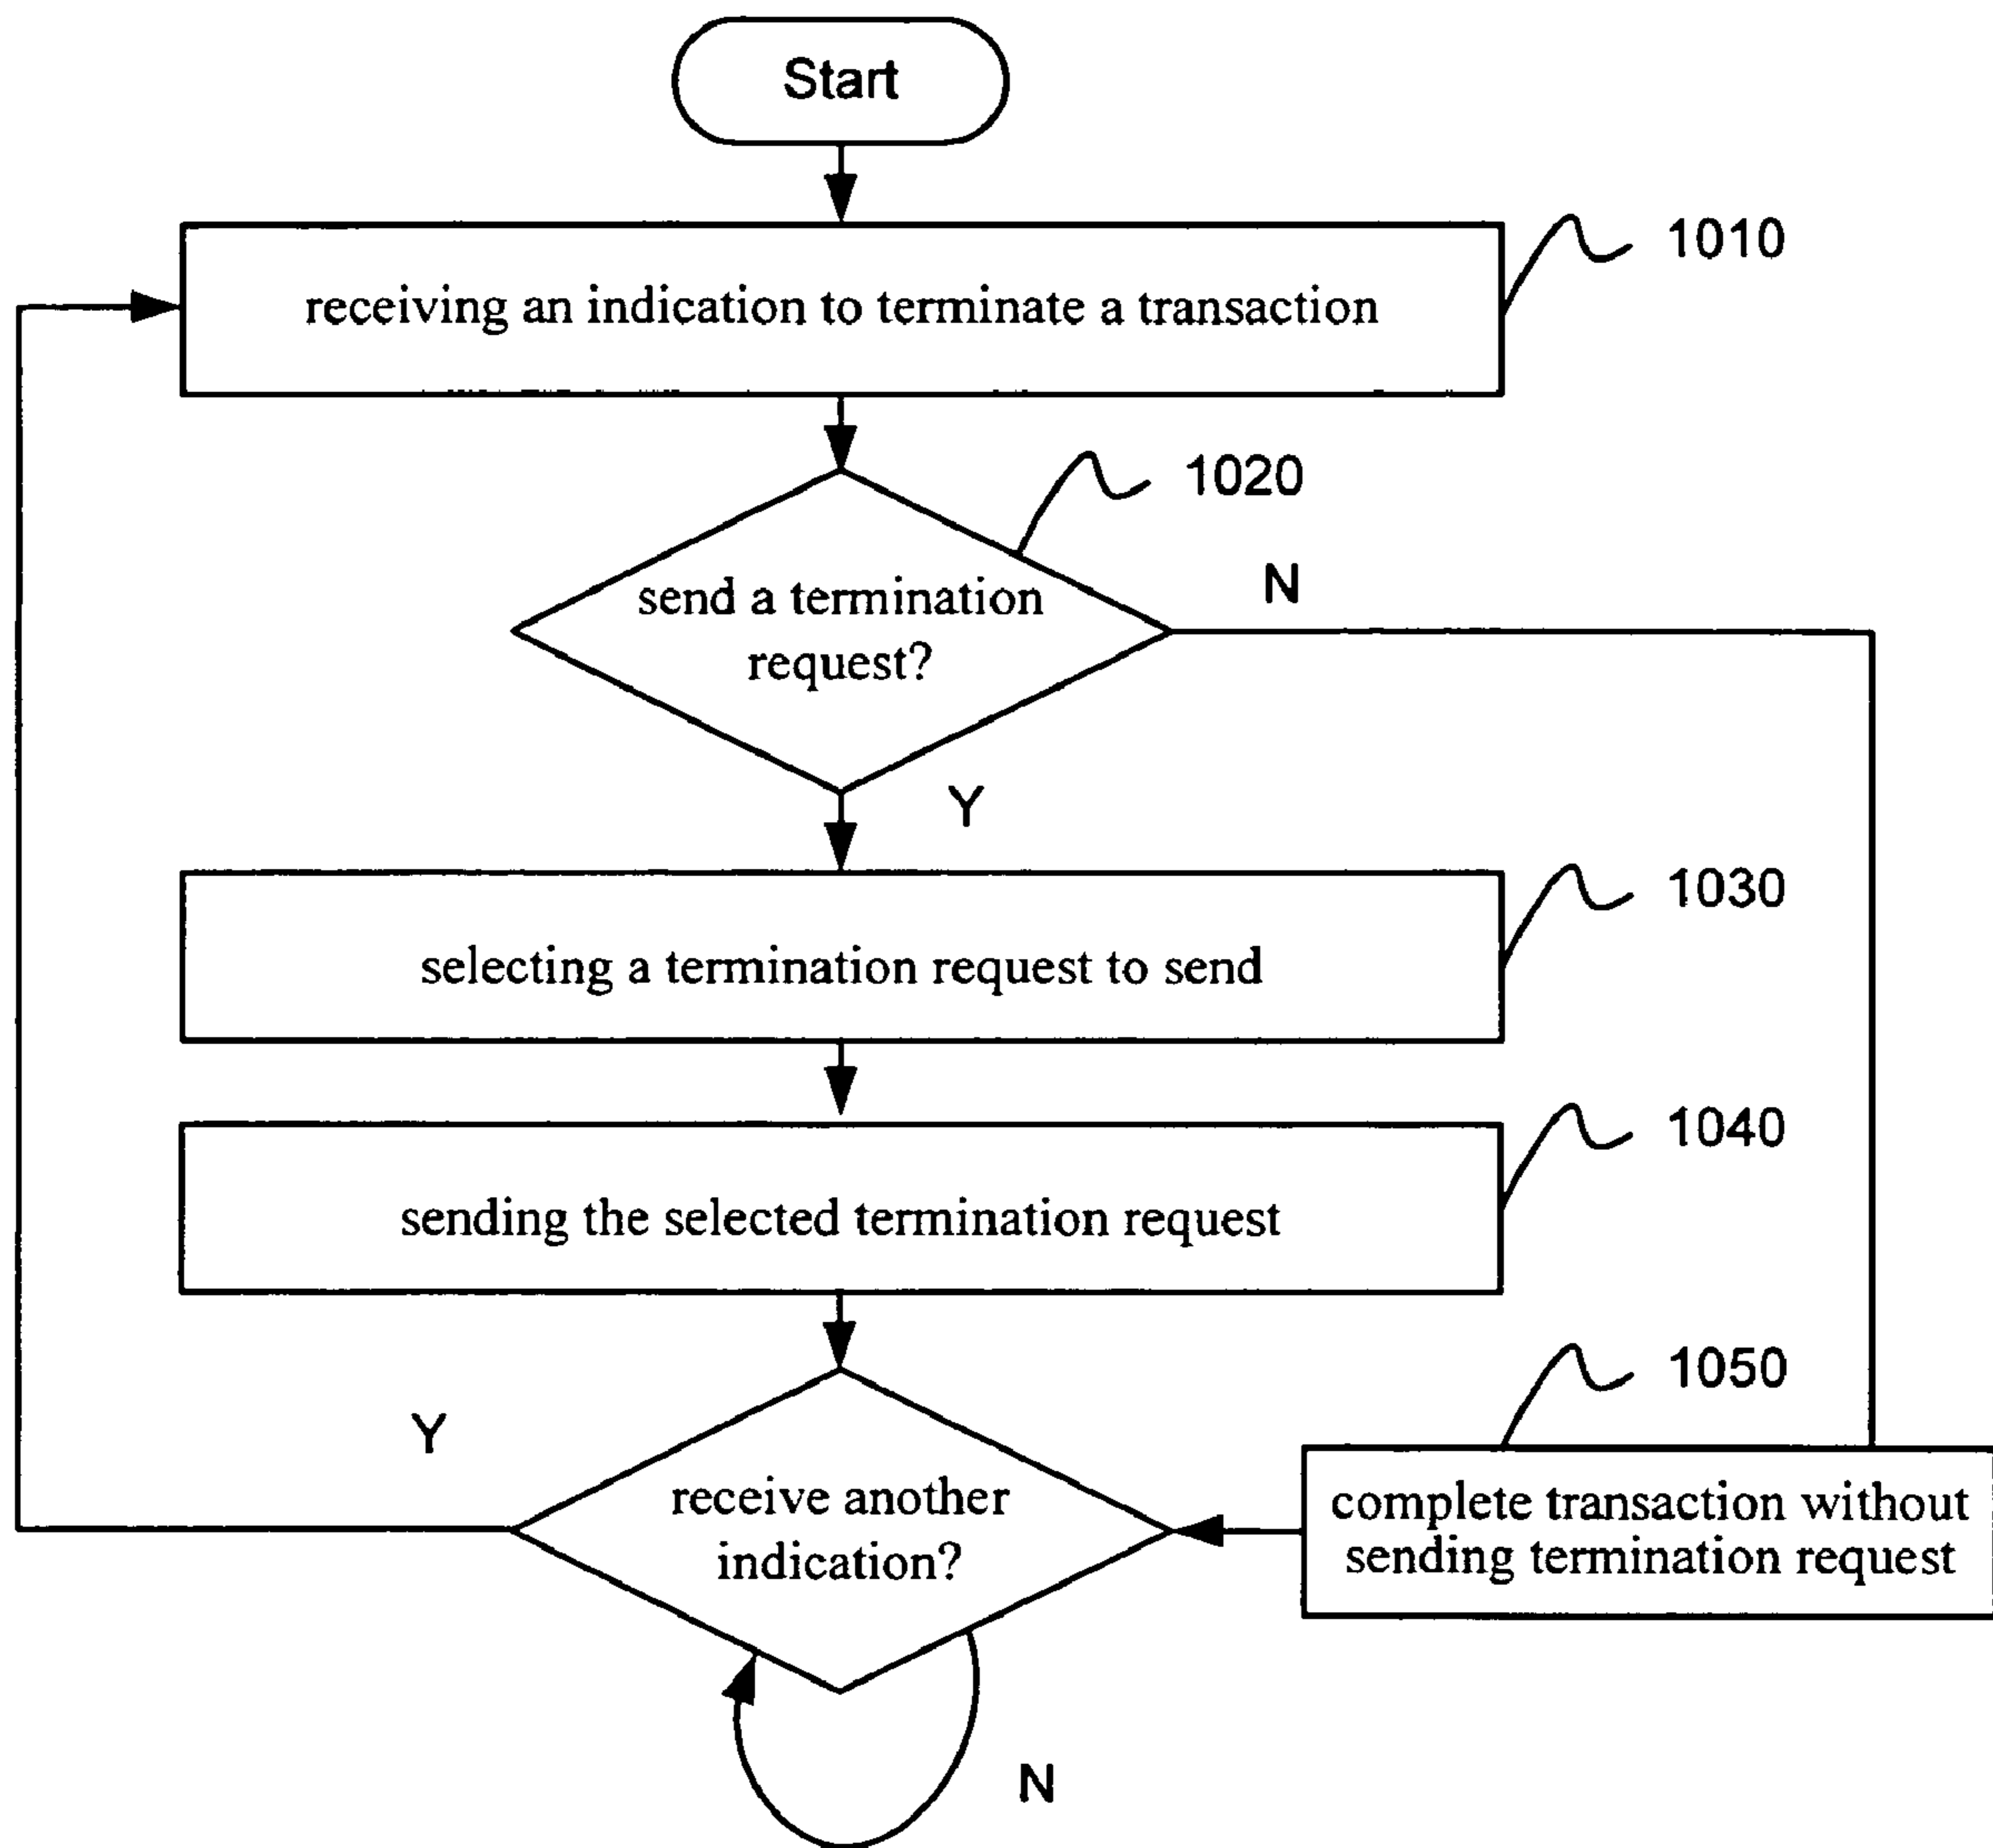 Start
1010
receiving an indication to terminate a transaction
1020
send a termination
request?
N
Y
1030
selecting a termination request to send
1040
sending the selected termination request
1050
Y
receive another
indication?
complete transaction without
sending termination request
N